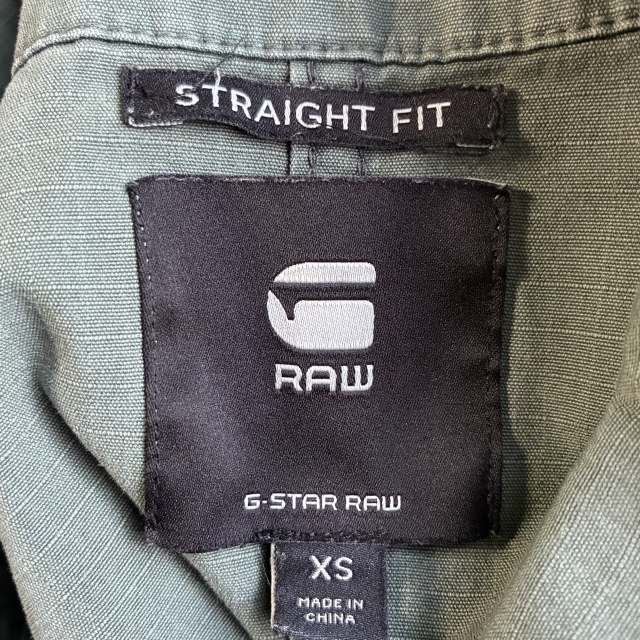 STRAIGHT FIT
G
RAW
G-STAR RAW
XS
MADE IN
CHINA